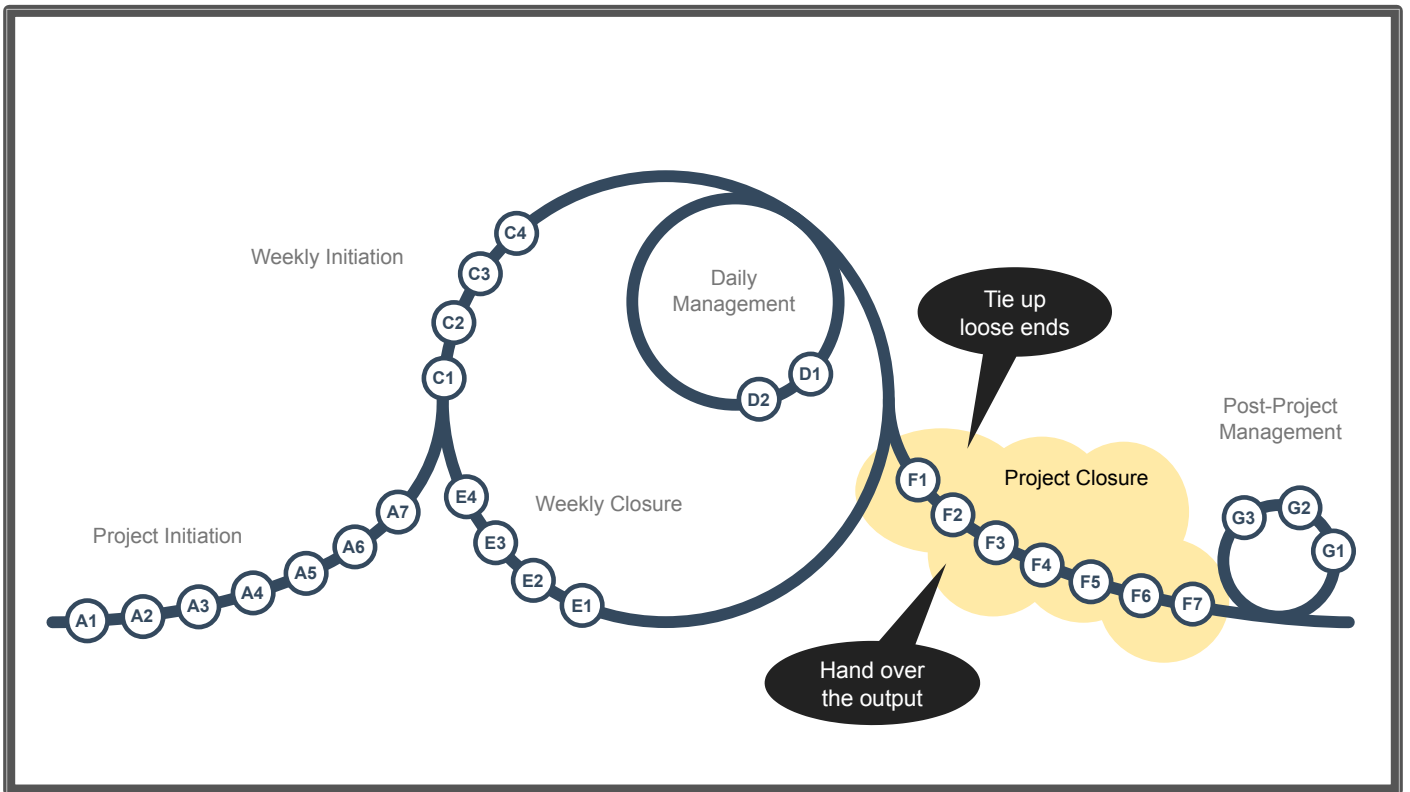 Weekly Initiation
C4
C3
C2
C1
Daily
Management
D1
D2
Tie up
loose ends
Post-Project
Management
Project Initiation
A1
A2
A3
A4
A5
A6
A7
Weekly Closure
E4
E3
E2
E1
Project Closure
F1
F2
F3
F4
F5
F6
F7
G3
G2
G1
Hand over
the output